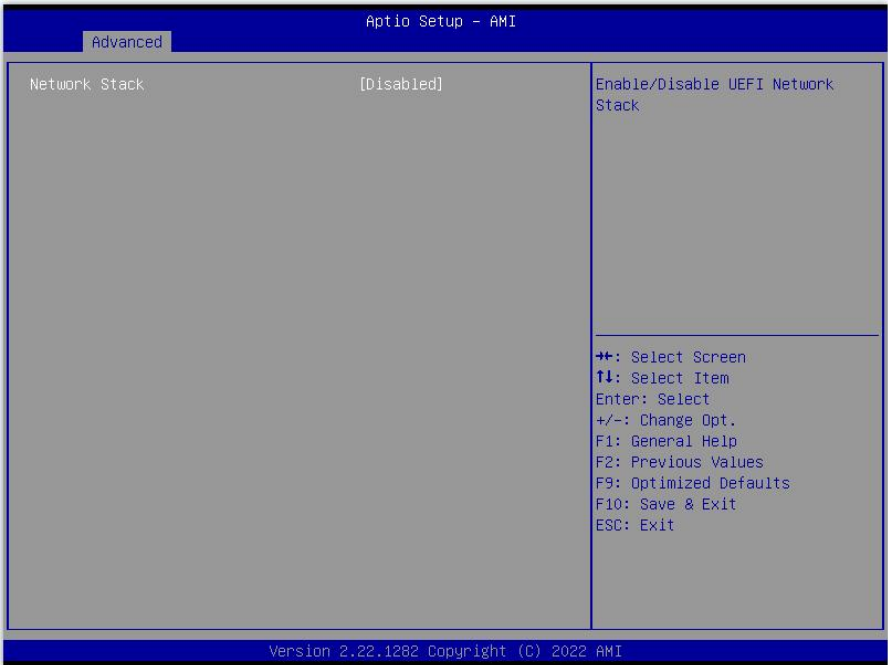 Aptio Setup – AMI
Advanced
Network Stack [Disabled]
Enable/Disable UEFI Network
Stack
→←: Select Screen
↑↓: Select Item
Enter: Select
+/-: Change Opt.
F1: General Help
F2: Previous Values
F9: Optimized Defaults
F10: Save & Exit
ESC: Exit
Version 2.22.1282 Copyright (C) 2022 AMI